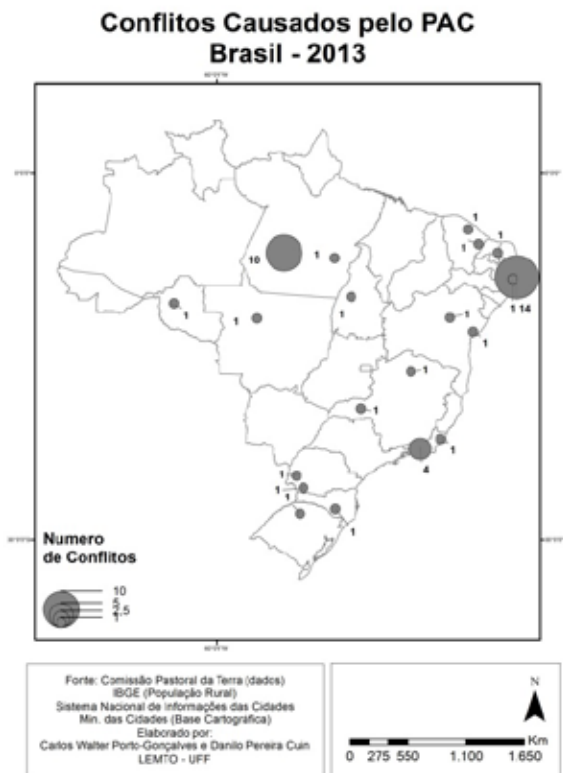 Conflitos Causados pelo PAC
Brasil - 2013
1
1
10
1
1 14
1
1
1
1
1
1
1
1
4
1
1
1
1
Numero
de Conflitos
10
5
2,5
1
Fonte: Comissão Pastoral da Terra (dados)
IBGE (População Rural)
Sistema Nacional de Informações das Cidades
Min. das Cidades (Base Cartográfica)
Elaborado por:
Carlos Walter Porto-Gonçalves e Danilo Pereira Cuin
LEMTO - UFF
N
Km
0 275 550 1.100 1.650